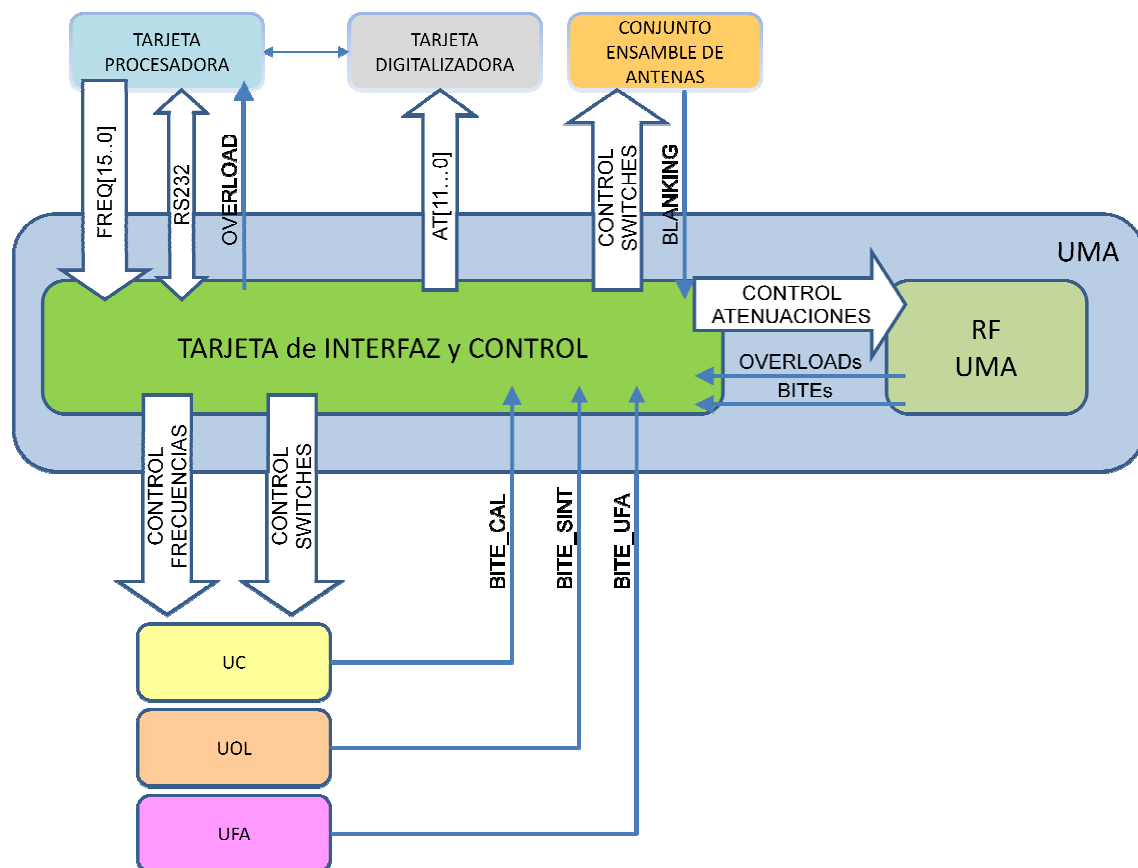 TARJETA
PROCESADORA
TARJETA
DIGITALIZADORA
CONJUNTO
ENSAMBLE DE
ANTENAS
FREQ[15..0]
RS232
OVERLOAD
AT[11...0]
CONTROL
SWITCHES
BLANKING
UMA
TARJETA de INTERFAZ y CONTROL
CONTROL
ATENUACIONES
OVERLOADs
BITEs
RF
UMA
CONTROL
FRECUENCIAS
CONTROL
SWITCHES
BITE_CAL
BITE_SINT
BITE_UFA
UC
UOL
UFA